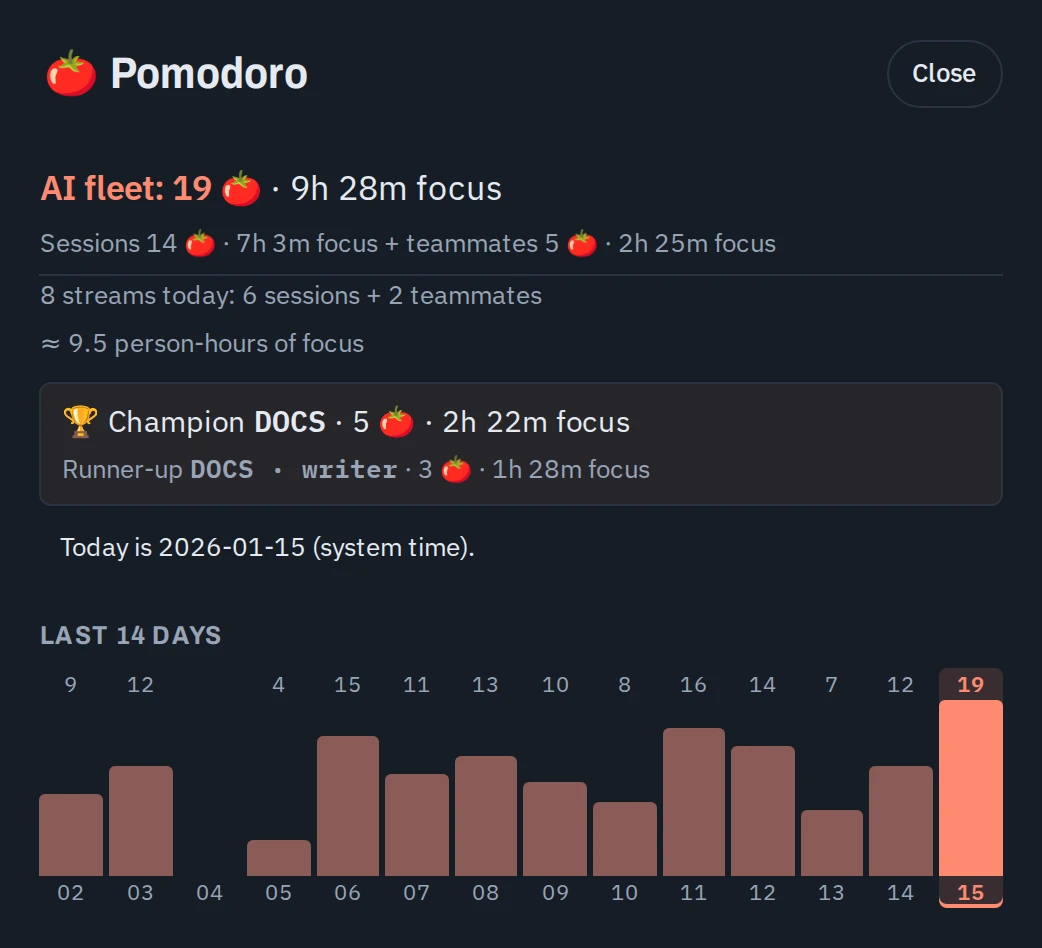 🍅 Pomodoro
Close
AI fleet: 19 🍅 · 9h 28m focus
Sessions 14 🍅 · 7h 3m focus + teammates 5 🍅 · 2h 25m focus
8 streams today: 6 sessions + 2 teammates
≈ 9.5 person-hours of focus
🏆 Champion DOCS · 5 🍅 · 2h 22m focus
Runner-up DOCS · writer · 3 🍅 · 1h 28m focus
Today is 2026-01-15 (system time).
LAST 14 DAYS
9 12 4 15 11 13 10 8 16 14 7 12 19
02 03 04 05 06 07 08 09 10 11 12 13 14 15